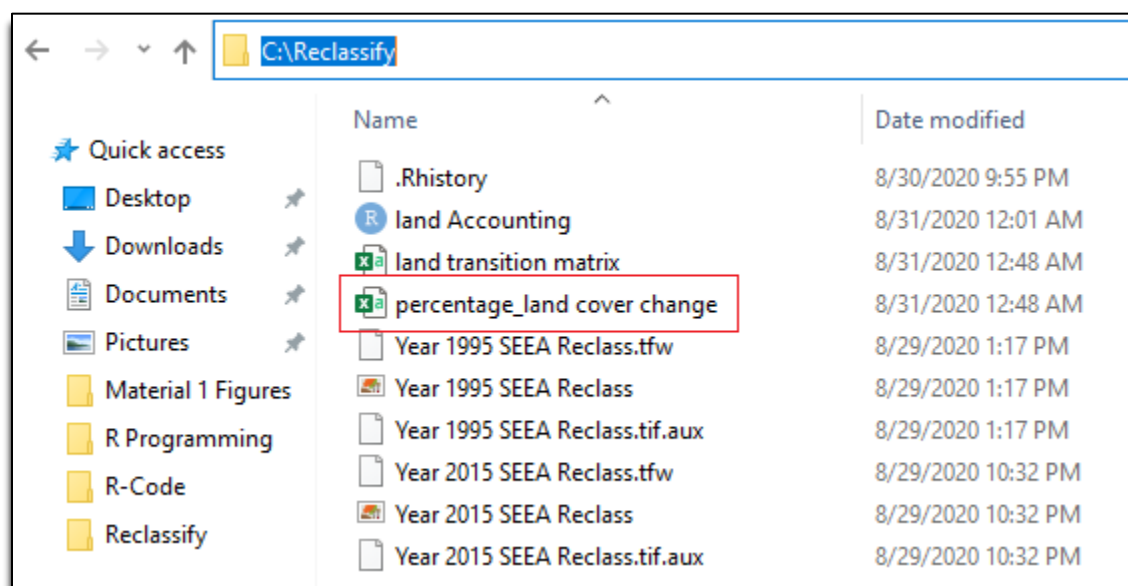 C:\Reclassify
Name
Date modified
Quick access
Desktop
Downloads
Documents
Pictures
Material 1 Figures
R Programming
R-Code
Reclassify
.Rhistory 8/30/2020 9:55 PM
R land Accounting 8/31/2020 12:01 AM
land transition matrix 8/31/2020 12:48 AM
percentage_land cover change 8/31/2020 12:48 AM
Year 1995 SEEA Reclass.tfw 8/29/2020 1:17 PM
Year 1995 SEEA Reclass 8/29/2020 1:17 PM
Year 1995 SEEA Reclass.tif.aux 8/29/2020 1:17 PM
Year 2015 SEEA Reclass.tfw 8/29/2020 10:32 PM
Year 2015 SEEA Reclass 8/29/2020 10:32 PM
Year 2015 SEEA Reclass.tif.aux 8/29/2020 10:32 PM